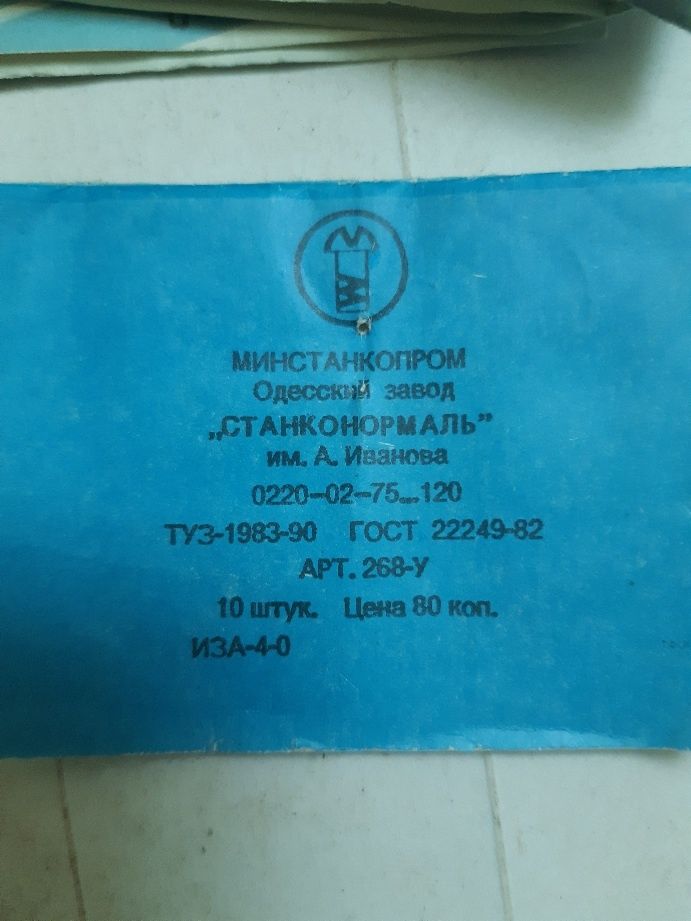 МИНСТАНКОПРОМ
Одесский завод
„СТАНКОНОРМАЛЬ”
им. А. Иванова
0220-02-75...120
ТУЗ-1983-90 ГОСТ 22249-82
АРТ. 268-У
10 штук. Цена 80 коп.
ИЗА-4-0